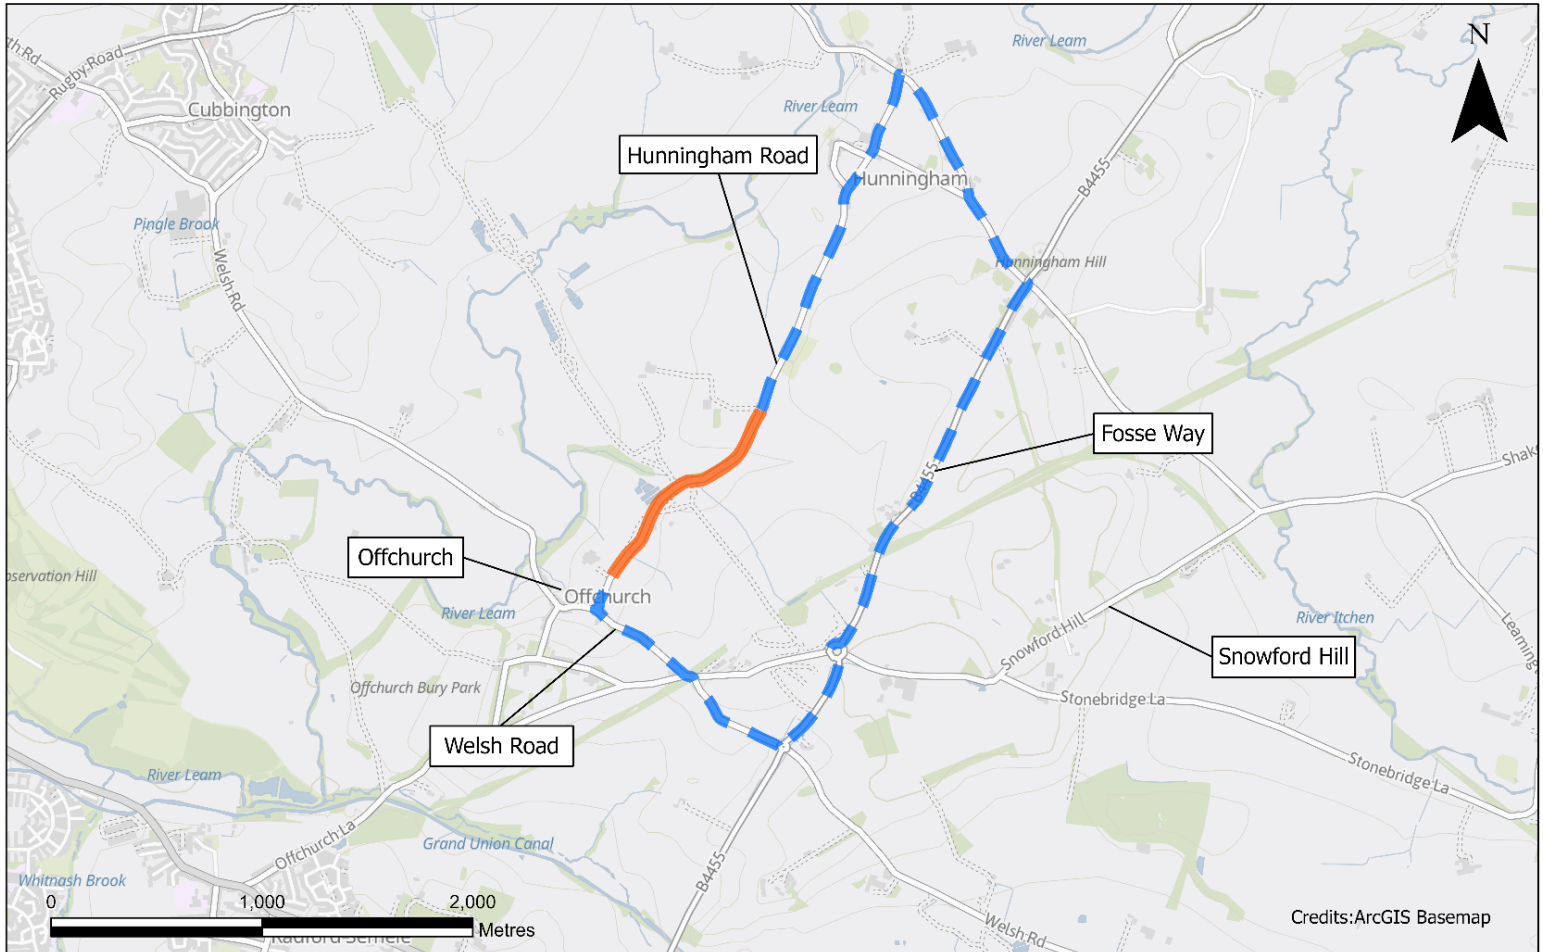 River Leam
N
Rugby Road
Cubbington
River Leam
B4455
Hunningham Road
Hunningham
Pingle Brook
Welsh Rd
Hunningham Hill
Fosse Way
B4455
Offchurch
Offchurch
River Leam
River Itchen
Snowford Hill
Snowford Hill
Offchurch Bury Park
Stonebridge La
Welsh Road
River Leam
Stonebridge La
Offchurch La
Grand Union Canal
B4455
Whitnash Brook
0 1,000 2,000
Metres
Credits:ArcGIS Basemap
Welsh Rd
Radford Semele